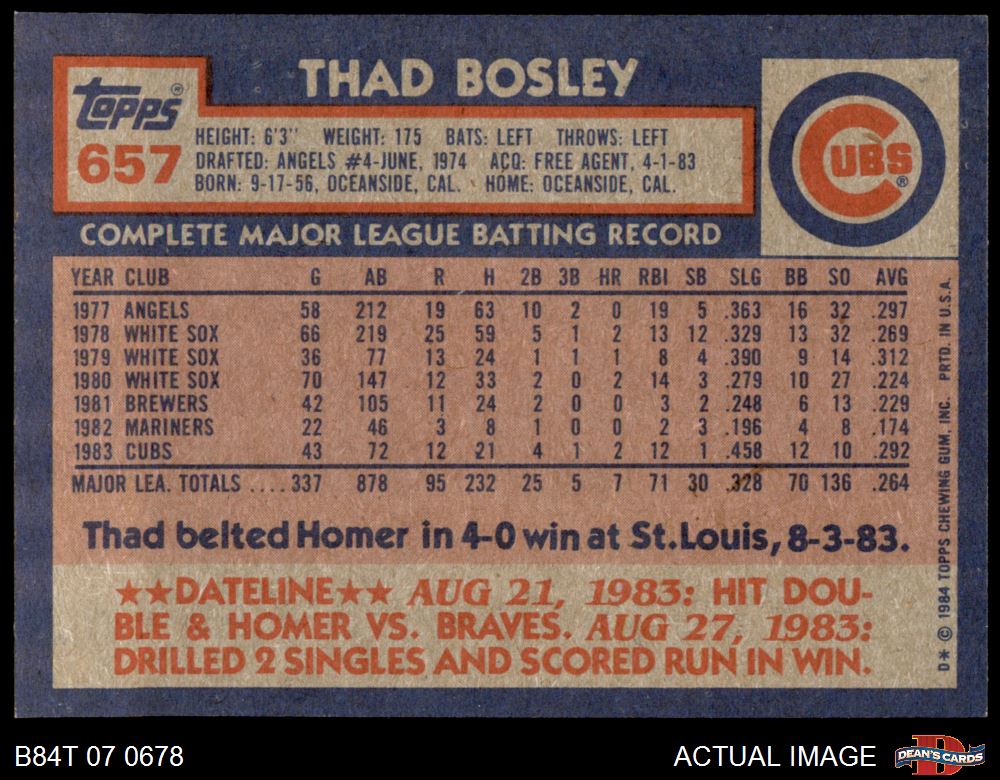 THAD BOSLEY
Topps®
657
HEIGHT: 6'3" WEIGHT: 175 BATS: LEFT THROWS: LEFT
DRAFTED: ANGELS #4-JUNE, 1974 ACQ: FREE AGENT, 4-1-83
BORN: 9-17-56, OCEANSIDE, CAL. HOME: OCEANSIDE, CAL.
CUBS®
COMPLETE MAJOR LEAGUE BATTING RECORD
YEAR CLUB G AB R H 2B 3B HR RBI SB SLG BB SO AVG
1977 ANGELS 58 212 19 63 10 2 0 19 5 .363 16 32 .297
1978 WHITE SOX 66 219 25 59 5 1 2 13 12 .329 13 32 .269
1979 WHITE SOX 36 77 13 24 1 1 1 8 4 .390 9 14 .312
1980 WHITE SOX 70 147 12 33 2 0 2 14 3 .279 10 27 .224
1981 BREWERS 42 105 11 24 2 0 0 3 2 .248 6 13 .229
1982 MARINERS 22 46 3 8 1 0 0 2 3 .196 4 8 .174
1983 CUBS 43 72 12 21 4 1 2 12 1 .458 12 10 .292
MAJOR LEA. TOTALS ....337 878 95 232 25 5 7 71 30 .328 70 136 .264
Thad belted Homer in 4-0 win at St. Louis, 8-3-83.
★★DATELINE★★ AUG 21, 1983: HIT DOU-
BLE & HOMER VS. BRAVES. AUG 27, 1983:
DRILLED 2 SINGLES AND SCORED RUN IN WIN.
D* © 1984 TOPPS CHEWING GUM, INC. PRTD. IN U.S.A.
B84T 07 0678
ACTUAL IMAGE
D
DEAN'S CARDS